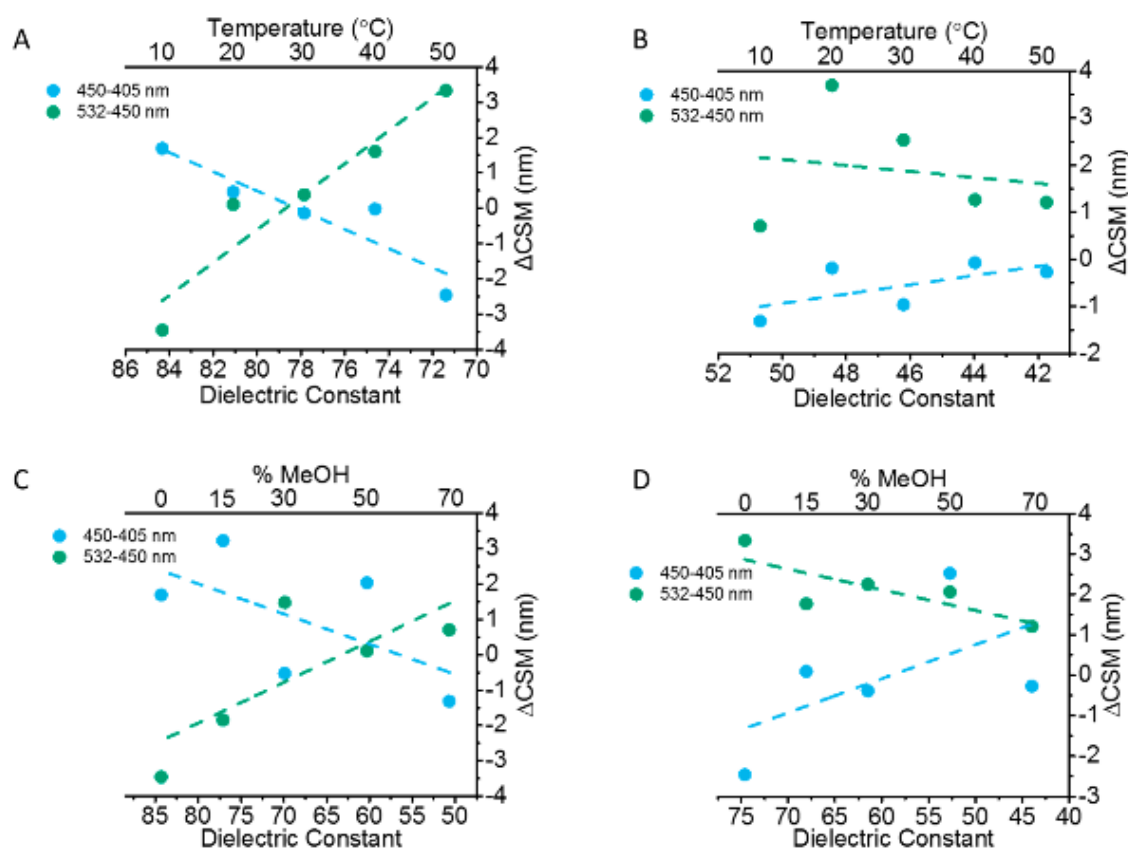 A
Temperature (°C)
10 20 30 40 50
450-405 nm
532-450 nm
4
3
2
1
0
-1
-2
-3
-4
ΔCSM (nm)
86 84 82 80 78 76 74 72 70
Dielectric Constant
B
Temperature (°C)
10 20 30 40 50
450-405 nm
532-450 nm
4
3
2
1
0
-1
-2
ΔCSM (nm)
52 50 48 46 44 42
Dielectric Constant
C
% MeOH
0 15 30 50 70
450-405 nm
532-450 nm
4
3
2
1
0
-1
-2
-3
-4
ΔCSM (nm)
85 80 75 70 65 60 55 50
Dielectric Constant
D
% MeOH
0 15 30 50 70
450-405 nm
532-450 nm
4
3
2
1
0
-1
-2
-3
ΔCSM (nm)
75 70 65 60 55 50 45 40
Dielectric Constant